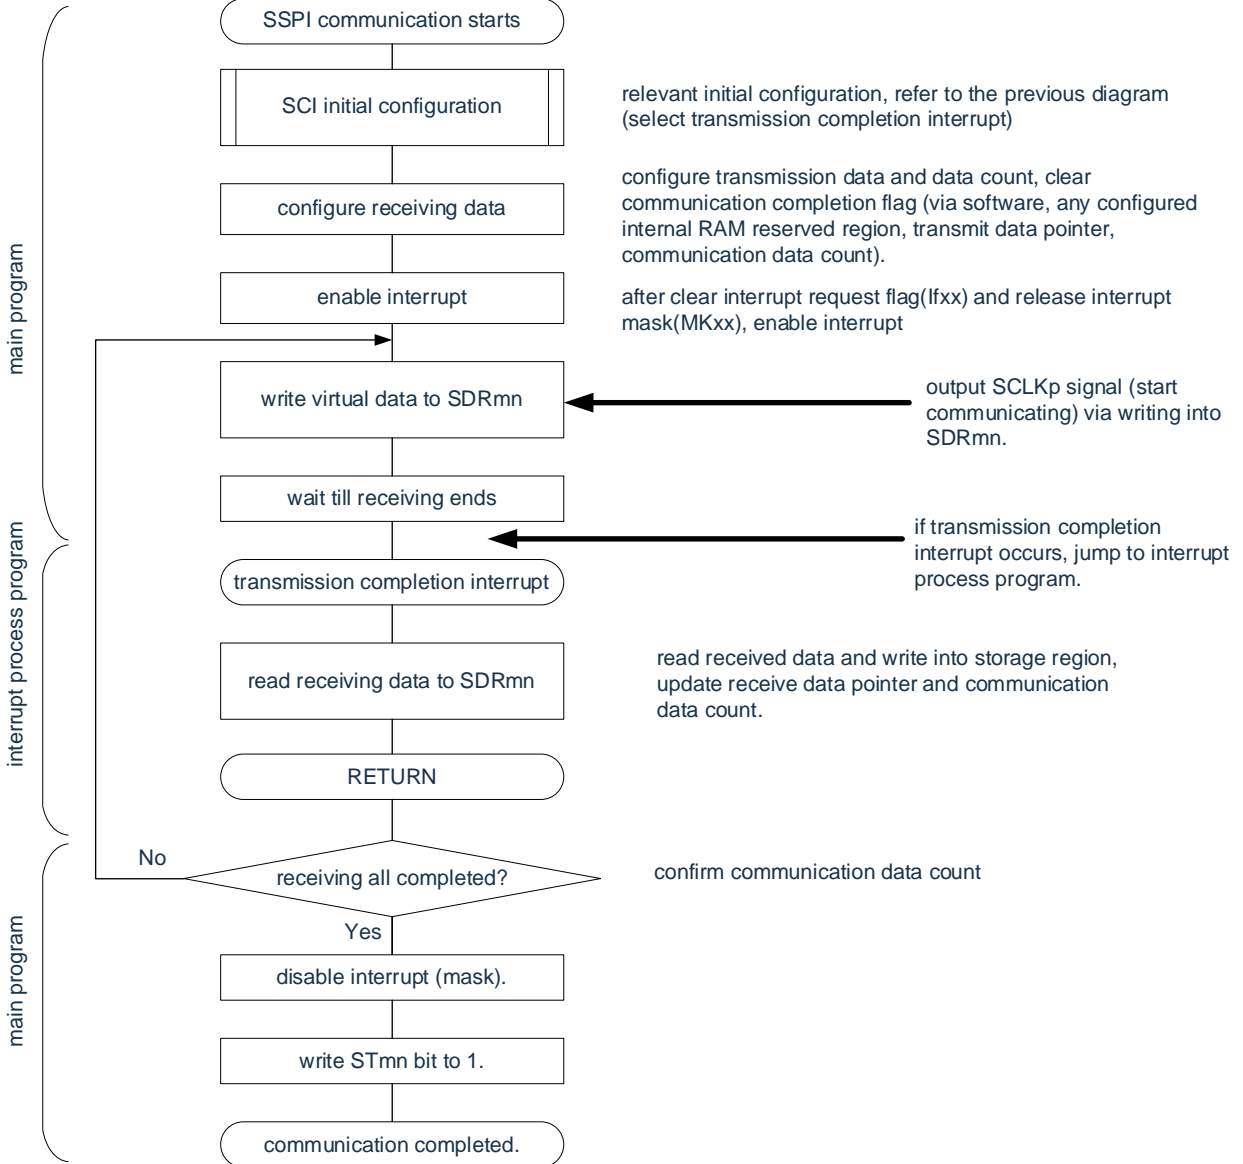 SSPI communication starts
SCI initial configuration
relevant initial configuration, refer to the previous diagram
(select transmission completion interrupt)
configure receiving data
configure transmission data and data count, clear
communication completion flag (via software, any configured
internal RAM reserved region, transmit data pointer,
communication data count).
main program
enable interrupt
after clear interrupt request flag(Ifxx) and release interrupt
mask(MKxx), enable interrupt
write virtual data to SDRmn
output SCLKp signal (start
communicating) via writing into
SDRmn.
wait till receiving ends
if transmission completion
interrupt occurs, jump to interrupt
process program.
interrupt process program
transmission completion interrupt
read receiving data to SDRmn
read received data and write into storage region,
update receive data pointer and communication
data count.
RETURN
No
receiving all completed?
confirm communication data count
Yes
main program
disable interrupt (mask).
write STmn bit to 1.
communication completed.